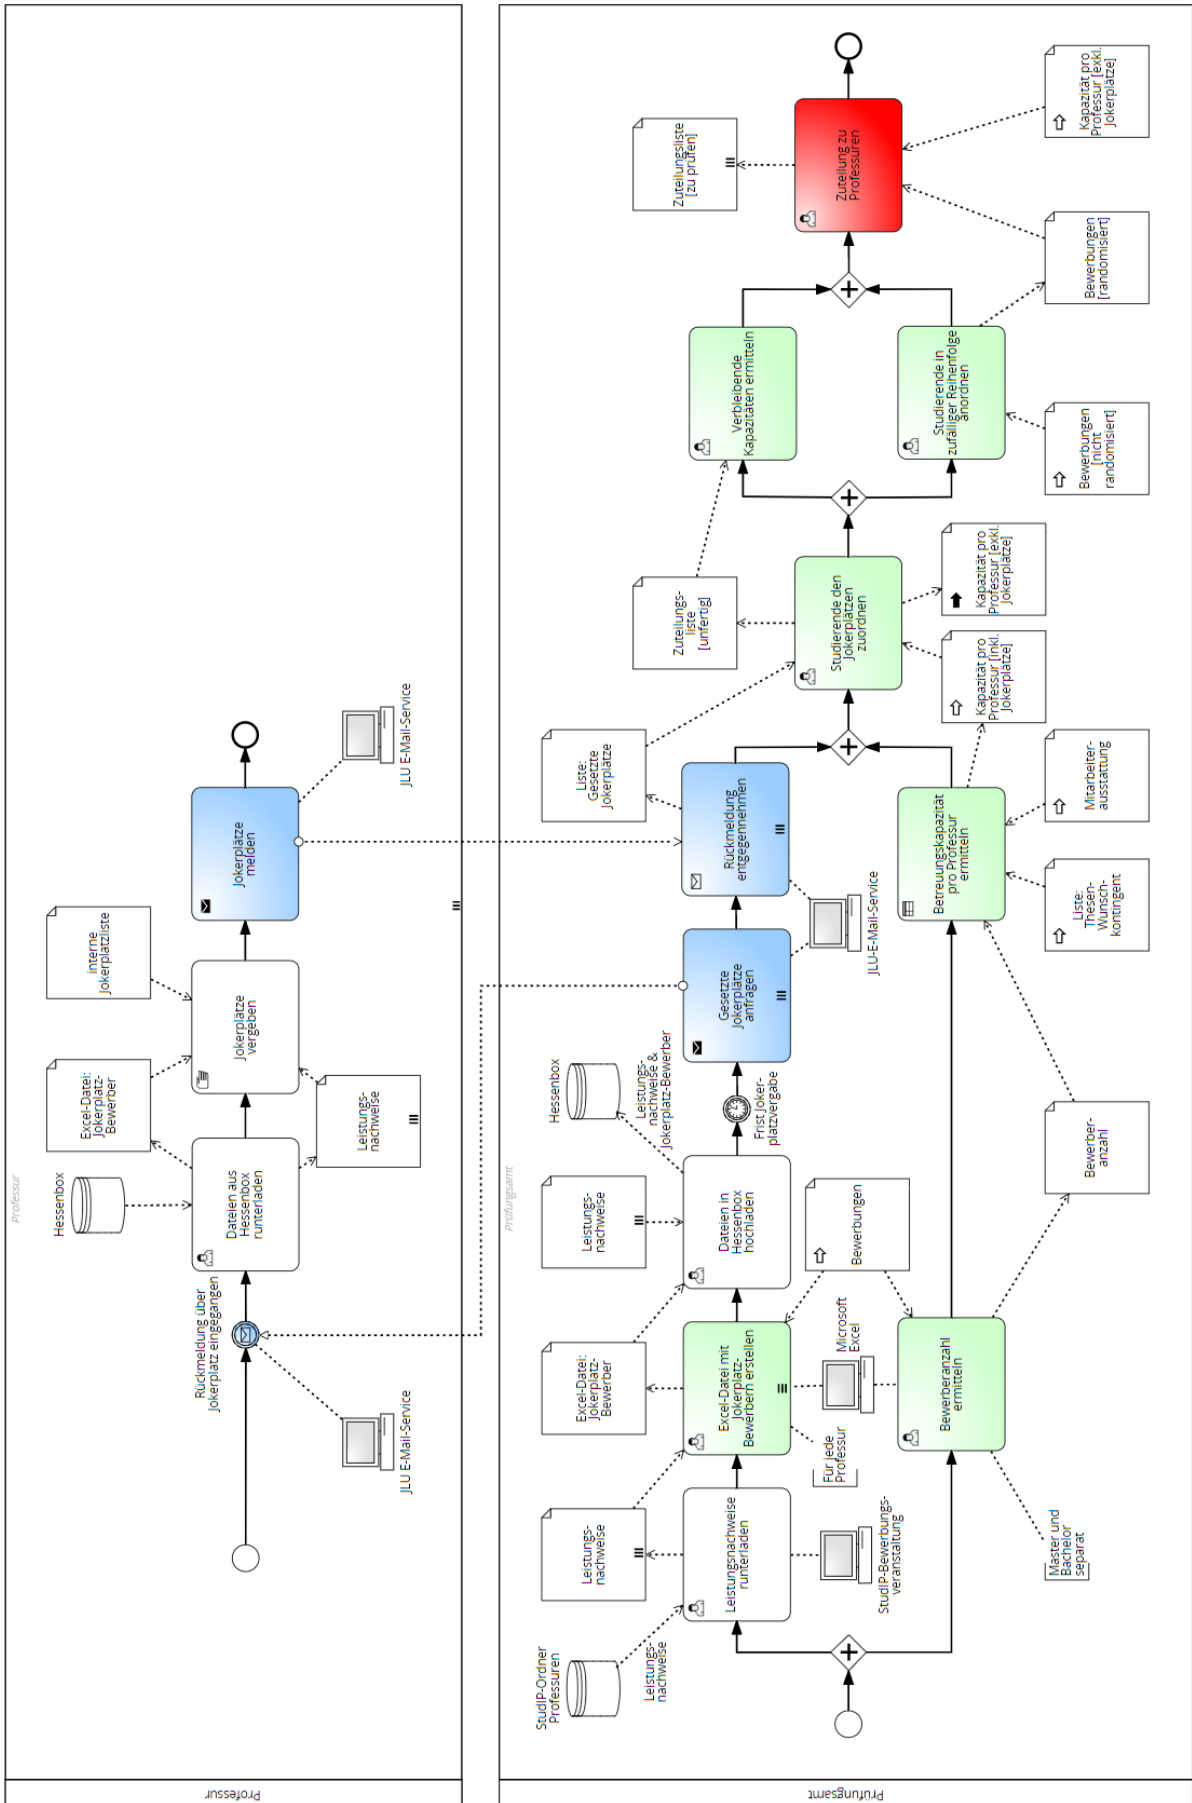 Professur
Professur
Rückmeldung über
Jokerplatz eingegangen
JLU E-Mail-Service
Hessenbox
Dateien aus
Hessenbox
runterladen
Excel-Datei:
Jokerplatz-
Bewerber
Leistungs-
nachweise
interne
Jokerplatzliste
Jokerplätze
vergeben
Jokerplätze
melden
JLU E-Mail-Service
Prüfungsamt
Prüfungsamt
StudIP-Ordner
Professuren
Leistungs-
nachweise
Leistungsnachweise
runterladen
StudIP-Bewerbungs-
veranstaltung
Leistungs-
nachweise
Excel-Datei mit
Jokerplatz-
Bewerbern erstellen
Für jede
Professur
Microsoft
Excel
Excel-Datei:
Jokerplatz-
Bewerber
Bewerbungen
Leistungs-
nachweise
Dateien in
Hessenbox
hochladen
Hessenbox
Leistungs-
nachweise &
Jokerplatz-Bewerber
Frist Joker-
platzvergabe
Gesetzte
Jokerplätze
anfragen
JLU-E-Mail-Service
Rückmeldung
entgegennehmen
Liste:
Gesetzte
Jokerplätze
Master und
Bachelor
separat
Bewerberanzahl
ermitteln
Bewerber-
anzahl
Betreuungskapazität
pro Professur
ermitteln
Liste:
Thesen-
Wunsch-
kontingent
Mitarbeiter-
ausstattung
Kapazität pro
Professur [inkl.
Jokerplätze]
Studierende den
Jokerplätzen
zuordnen
Kapazität pro
Professur [exkl.
Jokerplätze]
Zuteilungs-
liste
[unfertig]
Verbleibende
Kapazitäten ermitteln
Studierende in
zufälliger Reihenfolge
anordnen
Bewerbungen
[nicht
randomisiert]
Bewerbungen
[randomisiert]
Zuteilung zu
Professuren
Zuteilungsliste
[zu prüfen]
Kapazität pro
Professur [exkl.
Jokerplätze]